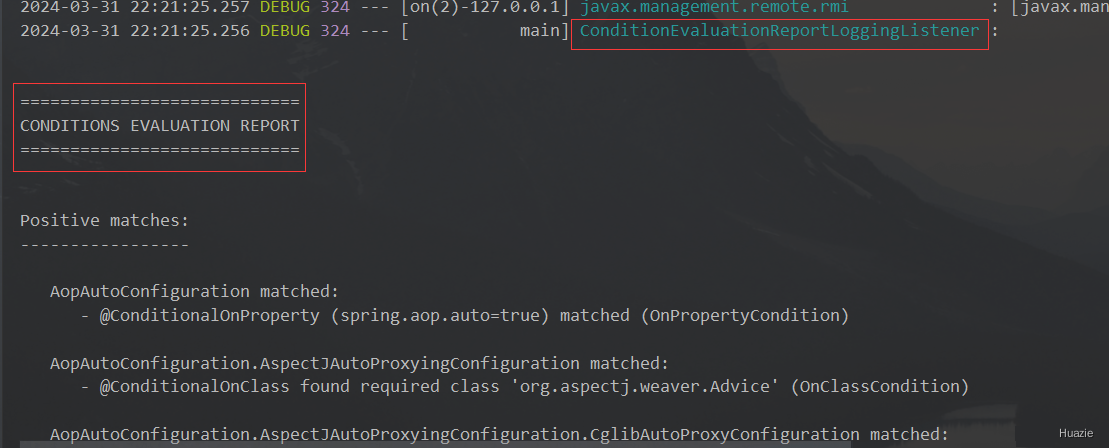 2024-03-31 22:21:25.257 DEBUG 324 --- [on(2)-127.0.0.1] javax.management.remote.rmi : [javax.man
2024-03-31 22:21:25.256 DEBUG 324 --- [ main] ConditionEvaluationReportLoggingListener :
============================
CONDITIONS EVALUATION REPORT
============================
Positive matches:
-----------------
AopAutoConfiguration matched:
- @ConditionalOnProperty (spring.aop.auto=true) matched (OnPropertyCondition)
AopAutoConfiguration.AspectJAutoProxyingConfiguration matched:
- @ConditionalOnClass found required class 'org.aspectj.weaver.Advice' (OnClassCondition)
AopAutoConfiguration.AspectJAutoProxyingConfiguration.CglibAutoProxyConfiguration matched:
Huazie